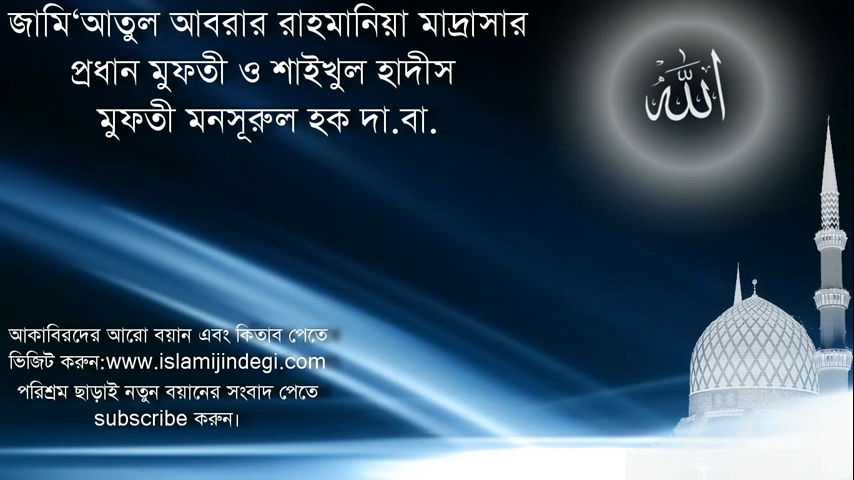 জামি‘আতুল আবরার রাহমানিয়া মাদ্রাসার
প্রধান মুফতী ও শাইখুল হাদীস
মুফতী মনসূরুল হক দা.বা.
الله
আকাবিরদের আরো বয়ান এবং কিতাব পেতে
ভিজিট করুন:www.islamijindegi.com
পরিশ্রম ছাড়াই নতুন বয়ানের সংবাদ পেতে
subscribe করুন।